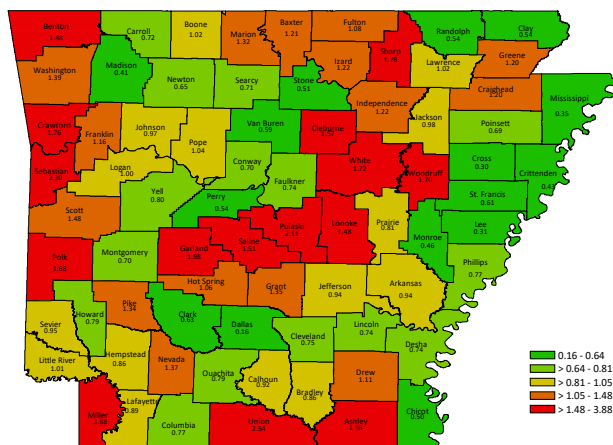 Benton
1.48
Carroll
0.72
Boone
1.02
Marion
1.32
Baxter
1.21
Fulton
1.08
Randolph
0.54
Clay
0.54
Sharp
1.78
Izard
1.22
Lawrence
1.02
Greene
1.20
Washington
1.39
Madison
0.41
Newton
0.65
Searcy
0.71
Stone
0.51
Independence
1.22
Craighead
1.20
Mississippi
0.35
Crawford
1.76
Franklin
1.16
Johnson
0.97
Pope
1.04
Van Buren
0.59
Cleburne
Jackson
0.98
Poinsett
0.69
Logan
1.00
Sebastian
Conway
0.70
Faulkner
0.74
White
1.72
Woodruff
1.70
Cross
0.30
Crittenden
0.43
St. Francis
0.61
Yell
0.80
Perry
0.54
Scott
1.48
Pulaski
2.11
Lonoke
1.48
Prairie
0.81
Lee
0.31
Monroe
0.46
Saline
1.51
Garland
1.98
Polk
Montgomery
0.70
Phillips
0.77
Hot Spring
1.06
Grant
1.35
Jefferson
0.94
Arkansas
0.94
Pike
1.34
Howard
0.79
Clark
0.63
Dallas
0.16
Sevier
0.95
Cleveland
0.75
Lincoln
0.74
Desha
0.74
Little River
1.01
Hempstead
0.86
Nevada
1.37
Ouachita
0.79
Calhoun
0.92
Bradley
0.86
Drew
1.11
Miller
Lafayette
0.89
Columbia
0.77
Union
2.54
Ashley
Chicot
0.50
0.16 - 0.64
> 0.64 - 0.81
> 0.81 - 1.05
> 1.05 - 1.48
> 1.48 - 3.88